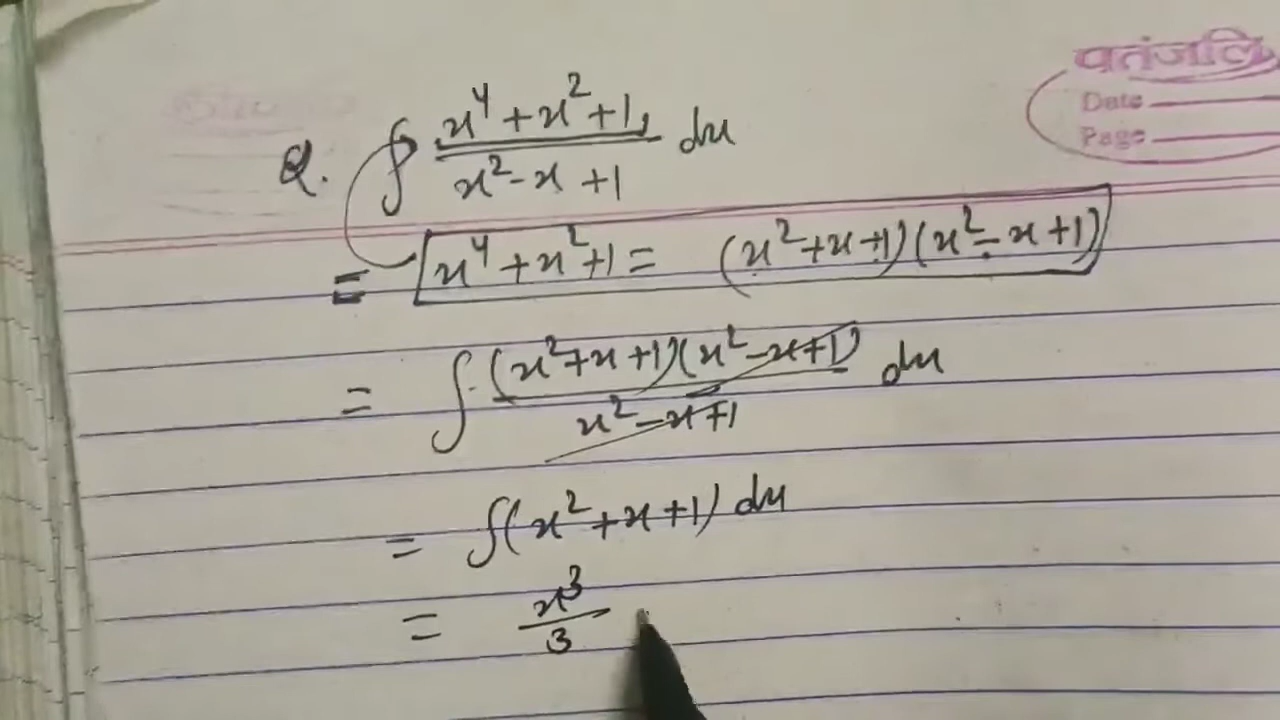 पतंजलि
Date
Page
Q. ∫ (x⁴ + x² + 1) / (x² - x + 1) dx
= x⁴ + x² + 1 = (x² + x + 1)(x² - x + 1)
= ∫ (x² + x + 1)(x² - x + 1) / (x² - x + 1) dx
= ∫(x² + x + 1) dx
= x³/3